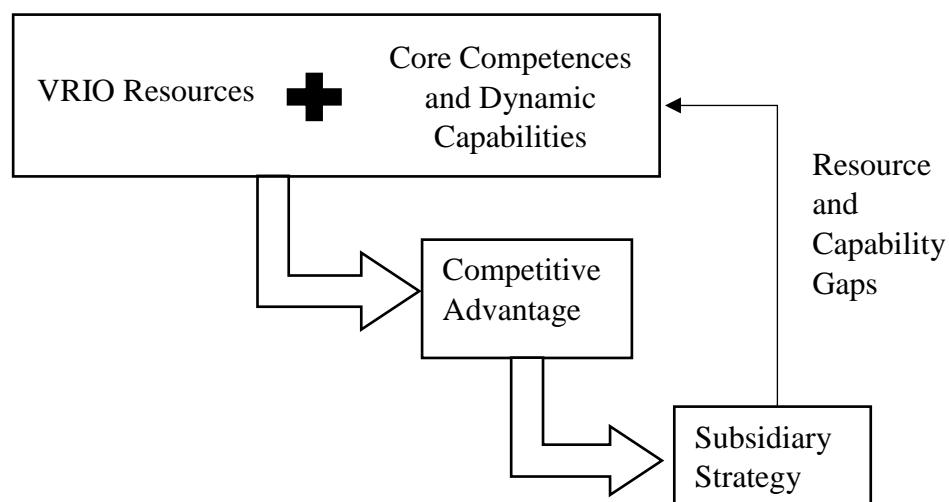 VRIO Resources
Core Competences
and Dynamic
Capabilities
Resource
and
Capability
Gaps
Competitive
Advantage
Subsidiary
Strategy